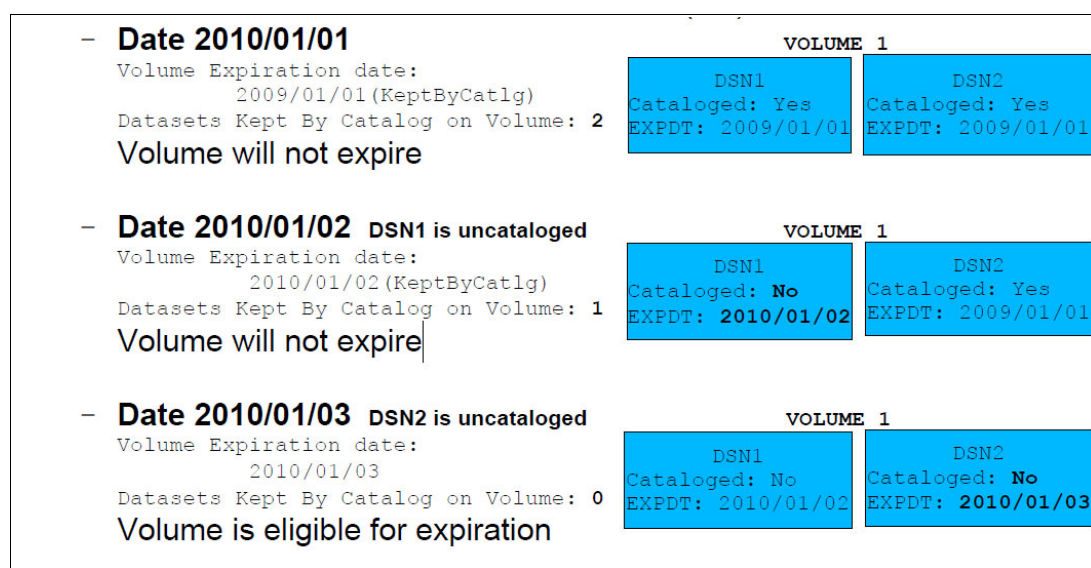 – Date 2010/01/01
Volume Expiration date:
2009/01/01(KeptByCatlg)
Datasets Kept By Catalog on Volume: 2
Volume will not expire
VOLUME 1
DSN1
Cataloged: Yes
EXPDT: 2009/01/01
DSN2
Cataloged: Yes
EXPDT: 2009/01/01
– Date 2010/01/02 DSN1 is uncataloged
Volume Expiration date:
2010/01/02(KeptByCatlg)
Datasets Kept By Catalog on Volume: 1
Volume will not expire
VOLUME 1
DSN1
Cataloged: No
EXPDT: 2010/01/02
DSN2
Cataloged: Yes
EXPDT: 2009/01/01
– Date 2010/01/03 DSN2 is uncataloged
Volume Expiration date:
2010/01/03
Datasets Kept By Catalog on Volume: 0
Volume is eligible for expiration
VOLUME 1
DSN1
Cataloged: No
EXPDT: 2010/01/02
DSN2
Cataloged: No
EXPDT: 2010/01/03